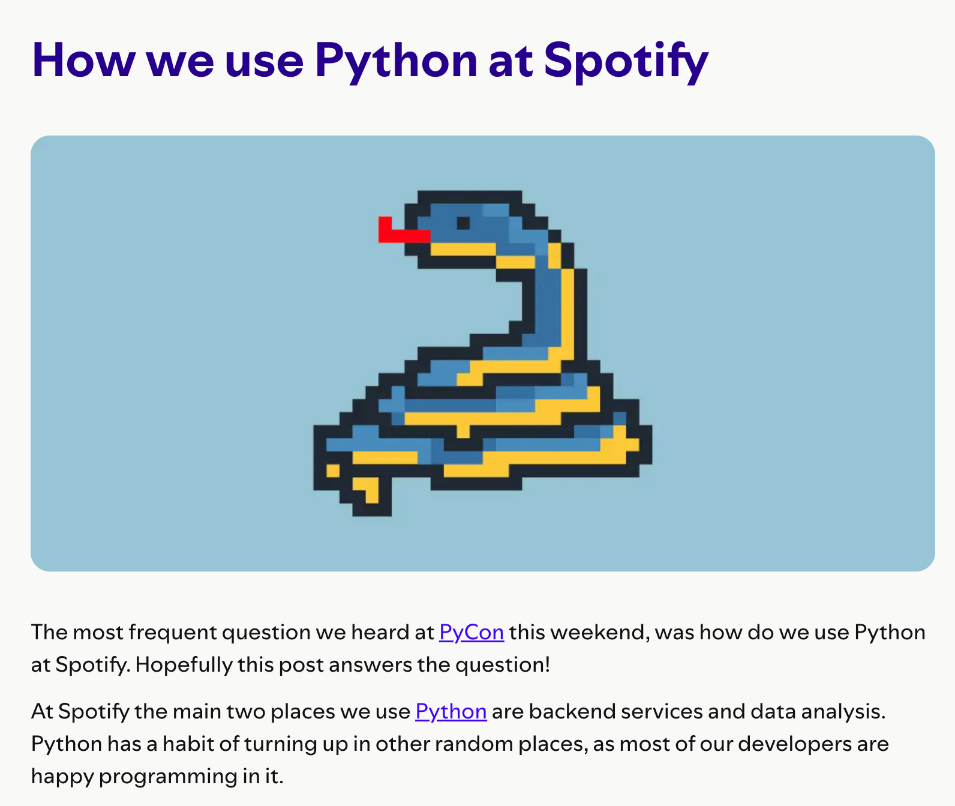 How we use Python at Spotify
The most frequent question we heard at PyCon this weekend, was how do we use Python
at Spotify. Hopefully this post answers the question!
At Spotify the main two places we use Python are backend services and data analysis.
Python has a habit of turning up in other random places, as most of our developers are
happy programming in it.